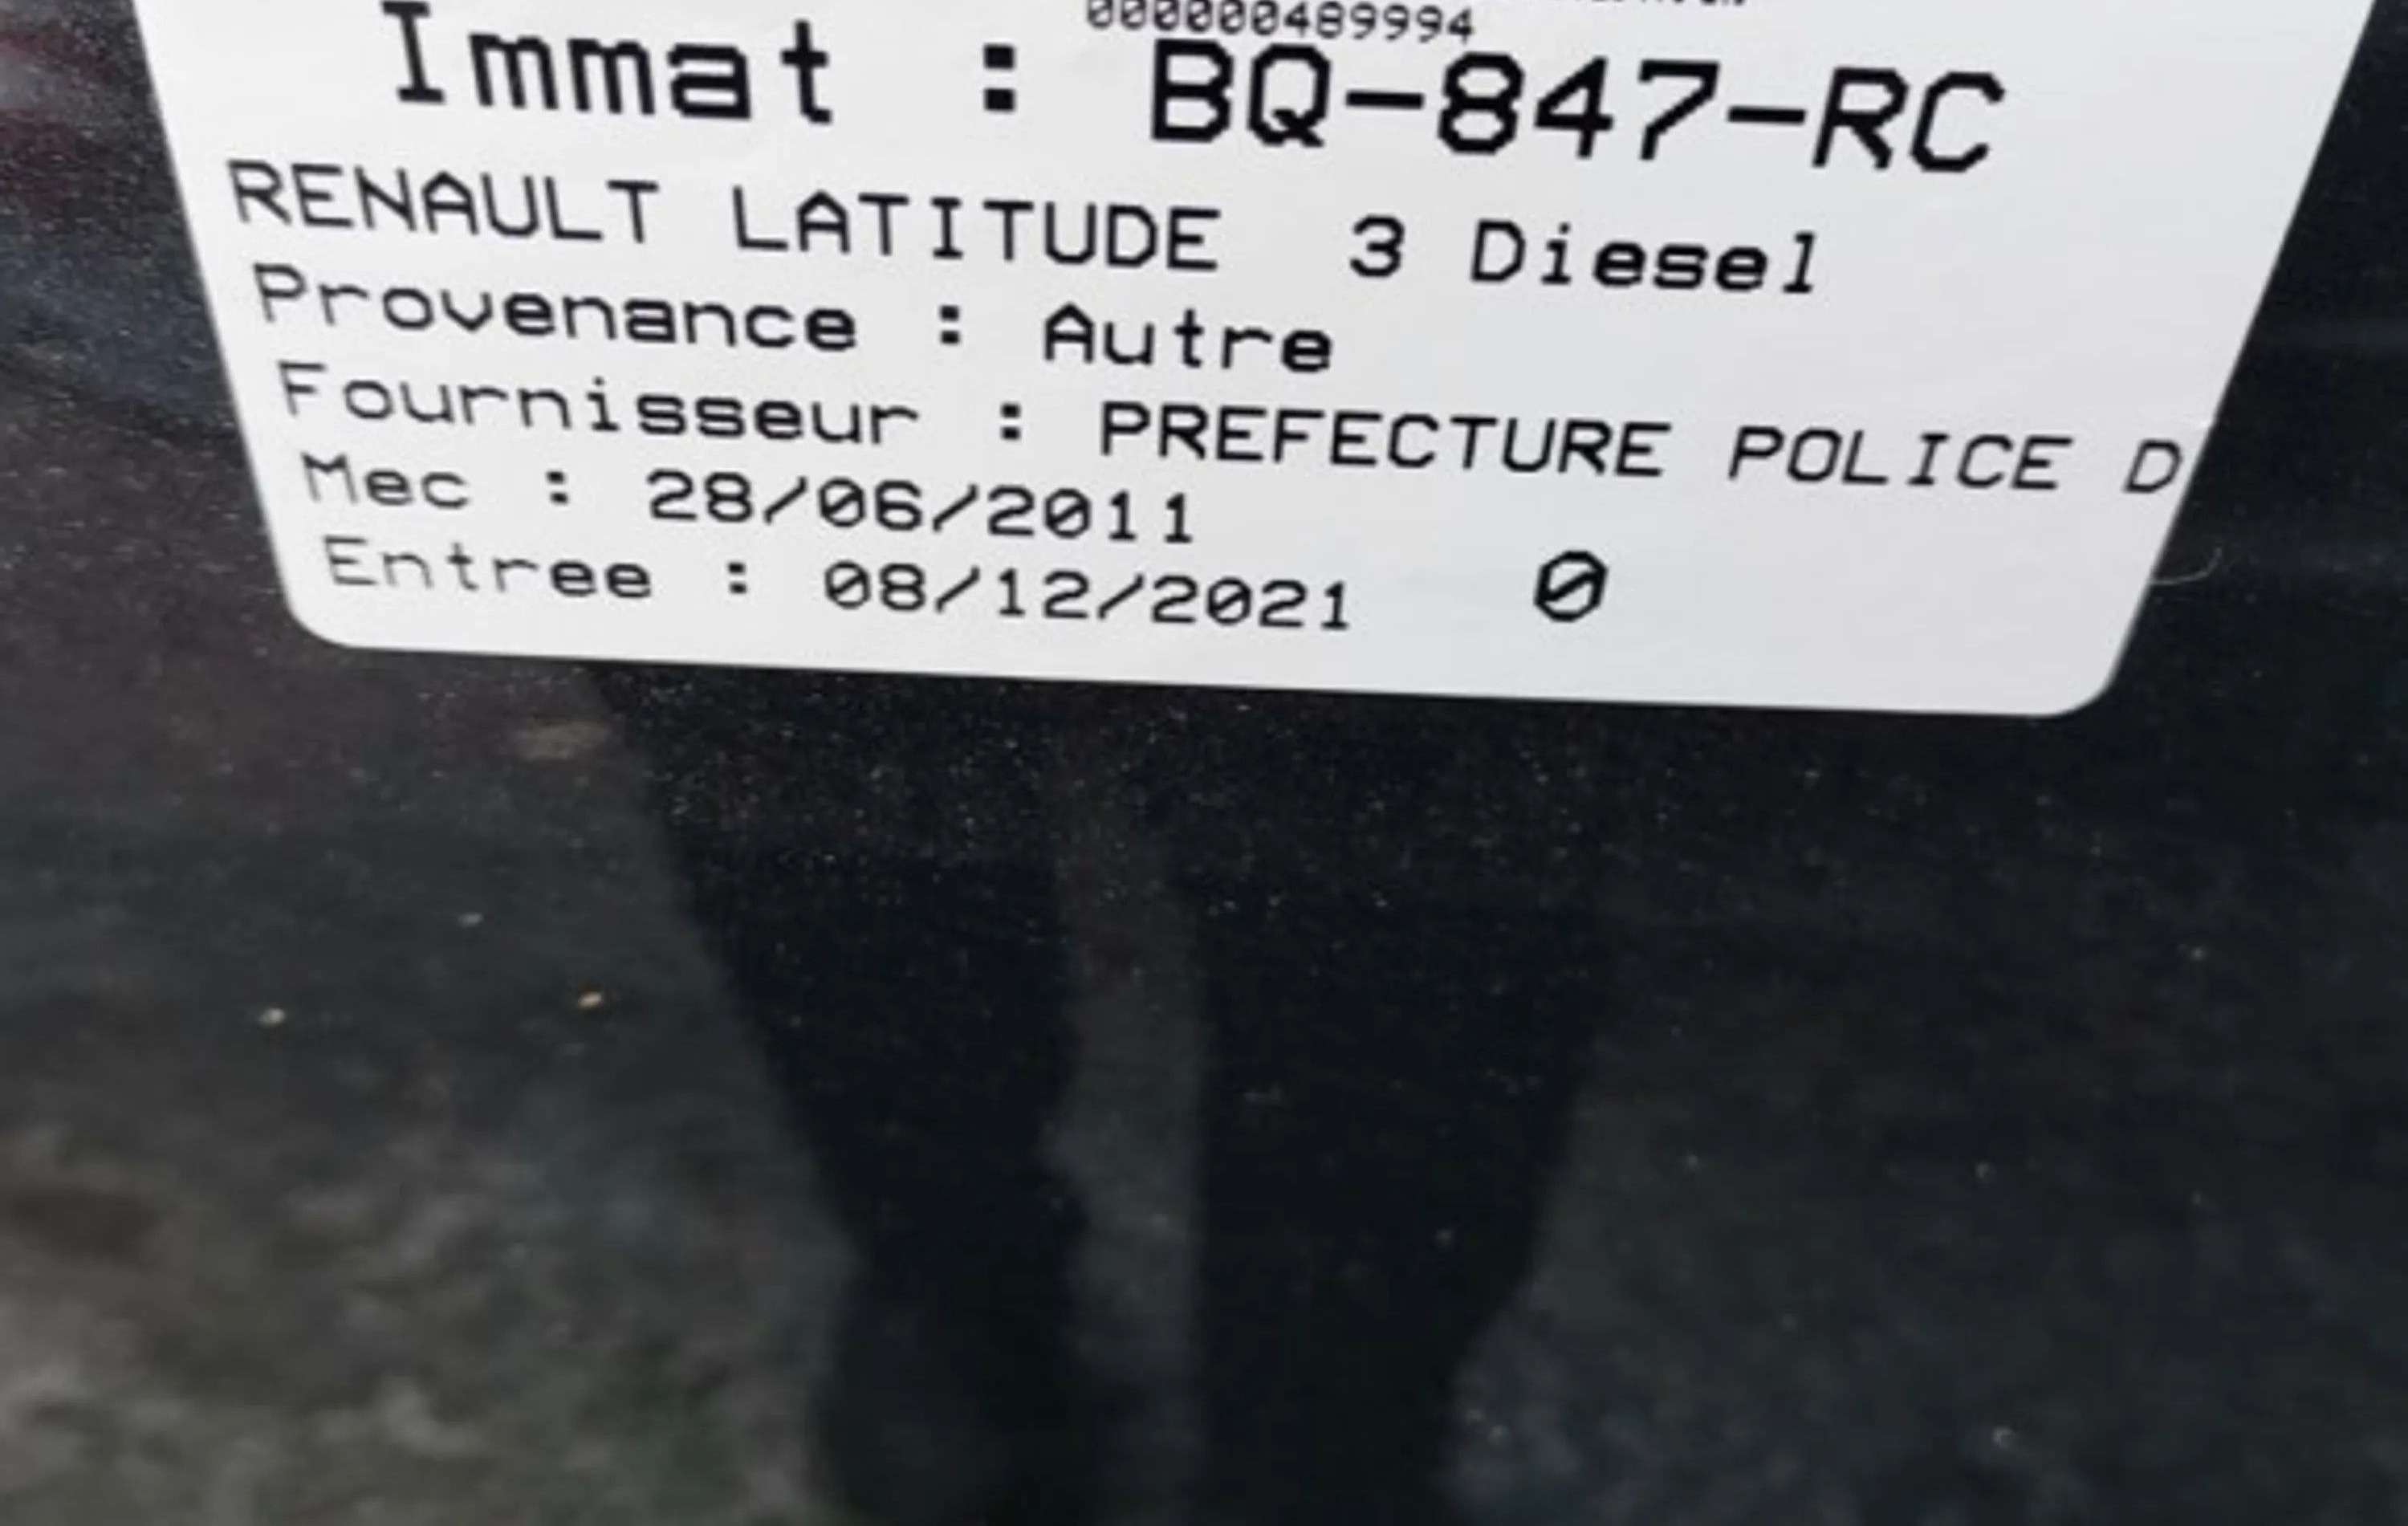 000000489994
Immat : BQ-847-RC
RENAULT LATITUDE 3 Diesel
Provenance : Autre
Fournisseur : PREFECTURE POLICE D
Mec : 28/06/2011
Entree : 08/12/2021 0